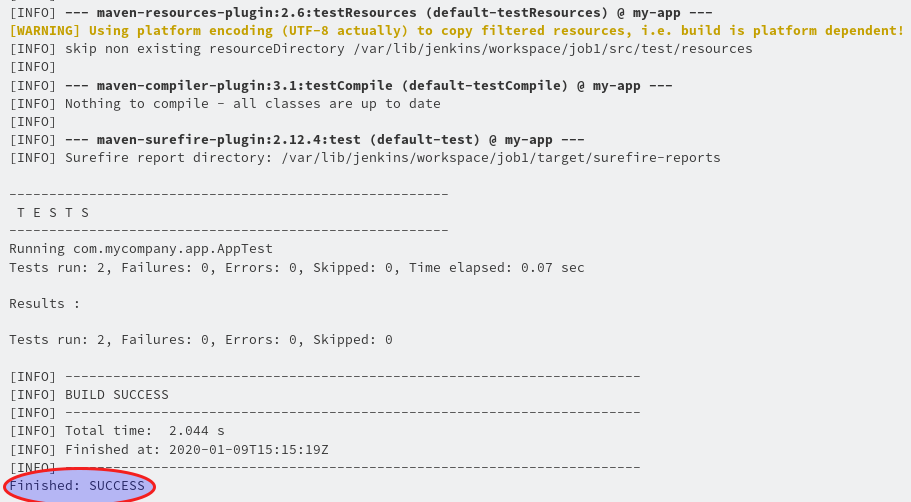 [INFO] --- maven-resources-plugin:2.6:testResources (default-testResources) @ my-app ---
[WARNING] Using platform encoding (UTF-8 actually) to copy filtered resources, i.e. build is platform dependent!
[INFO] skip non existing resourceDirectory /var/lib/jenkins/workspace/job1/src/test/resources
[INFO]
[INFO] --- maven-compiler-plugin:3.1:testCompile (default-testCompile) @ my-app ---
[INFO] Nothing to compile - all classes are up to date
[INFO]
[INFO] --- maven-surefire-plugin:2.12.4:test (default-test) @ my-app ---
[INFO] Surefire report directory: /var/lib/jenkins/workspace/job1/target/surefire-reports
-------------------------------------------------------
T E S T S
-------------------------------------------------------
Running com.mycompany.app.AppTest
Tests run: 2, Failures: 0, Errors: 0, Skipped: 0, Time elapsed: 0.07 sec
Results :
Tests run: 2, Failures: 0, Errors: 0, Skipped: 0
[INFO] ------------------------------------------------------------------------
[INFO] BUILD SUCCESS
[INFO] ------------------------------------------------------------------------
[INFO] Total time:  2.044 s
[INFO] Finished at: 2020-01-09T15:15:19Z
[INFO] ------------------------------------------------------------------------
Finished: SUCCESS